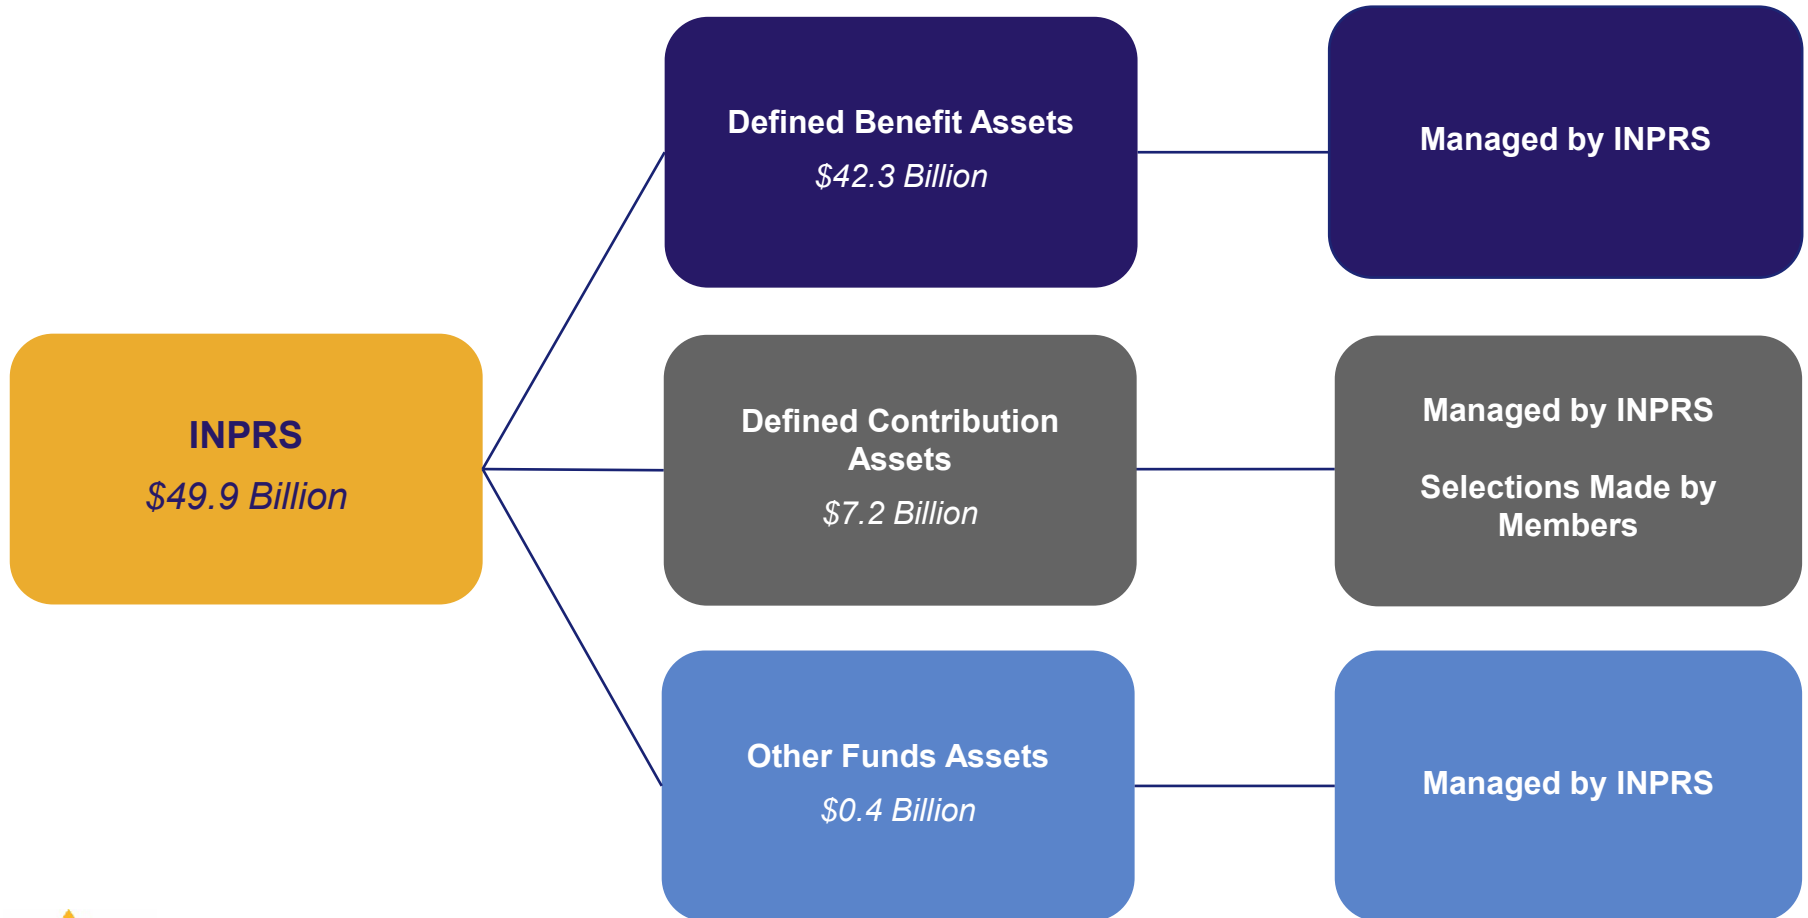 INPRS
$49.9 Billion
Defined Benefit Assets
$42.3 Billion
Managed by INPRS
Defined Contribution
Assets
$7.2 Billion
Managed by INPRS
Selections Made by
Members
Other Funds Assets
$0.4 Billion
Managed by INPRS